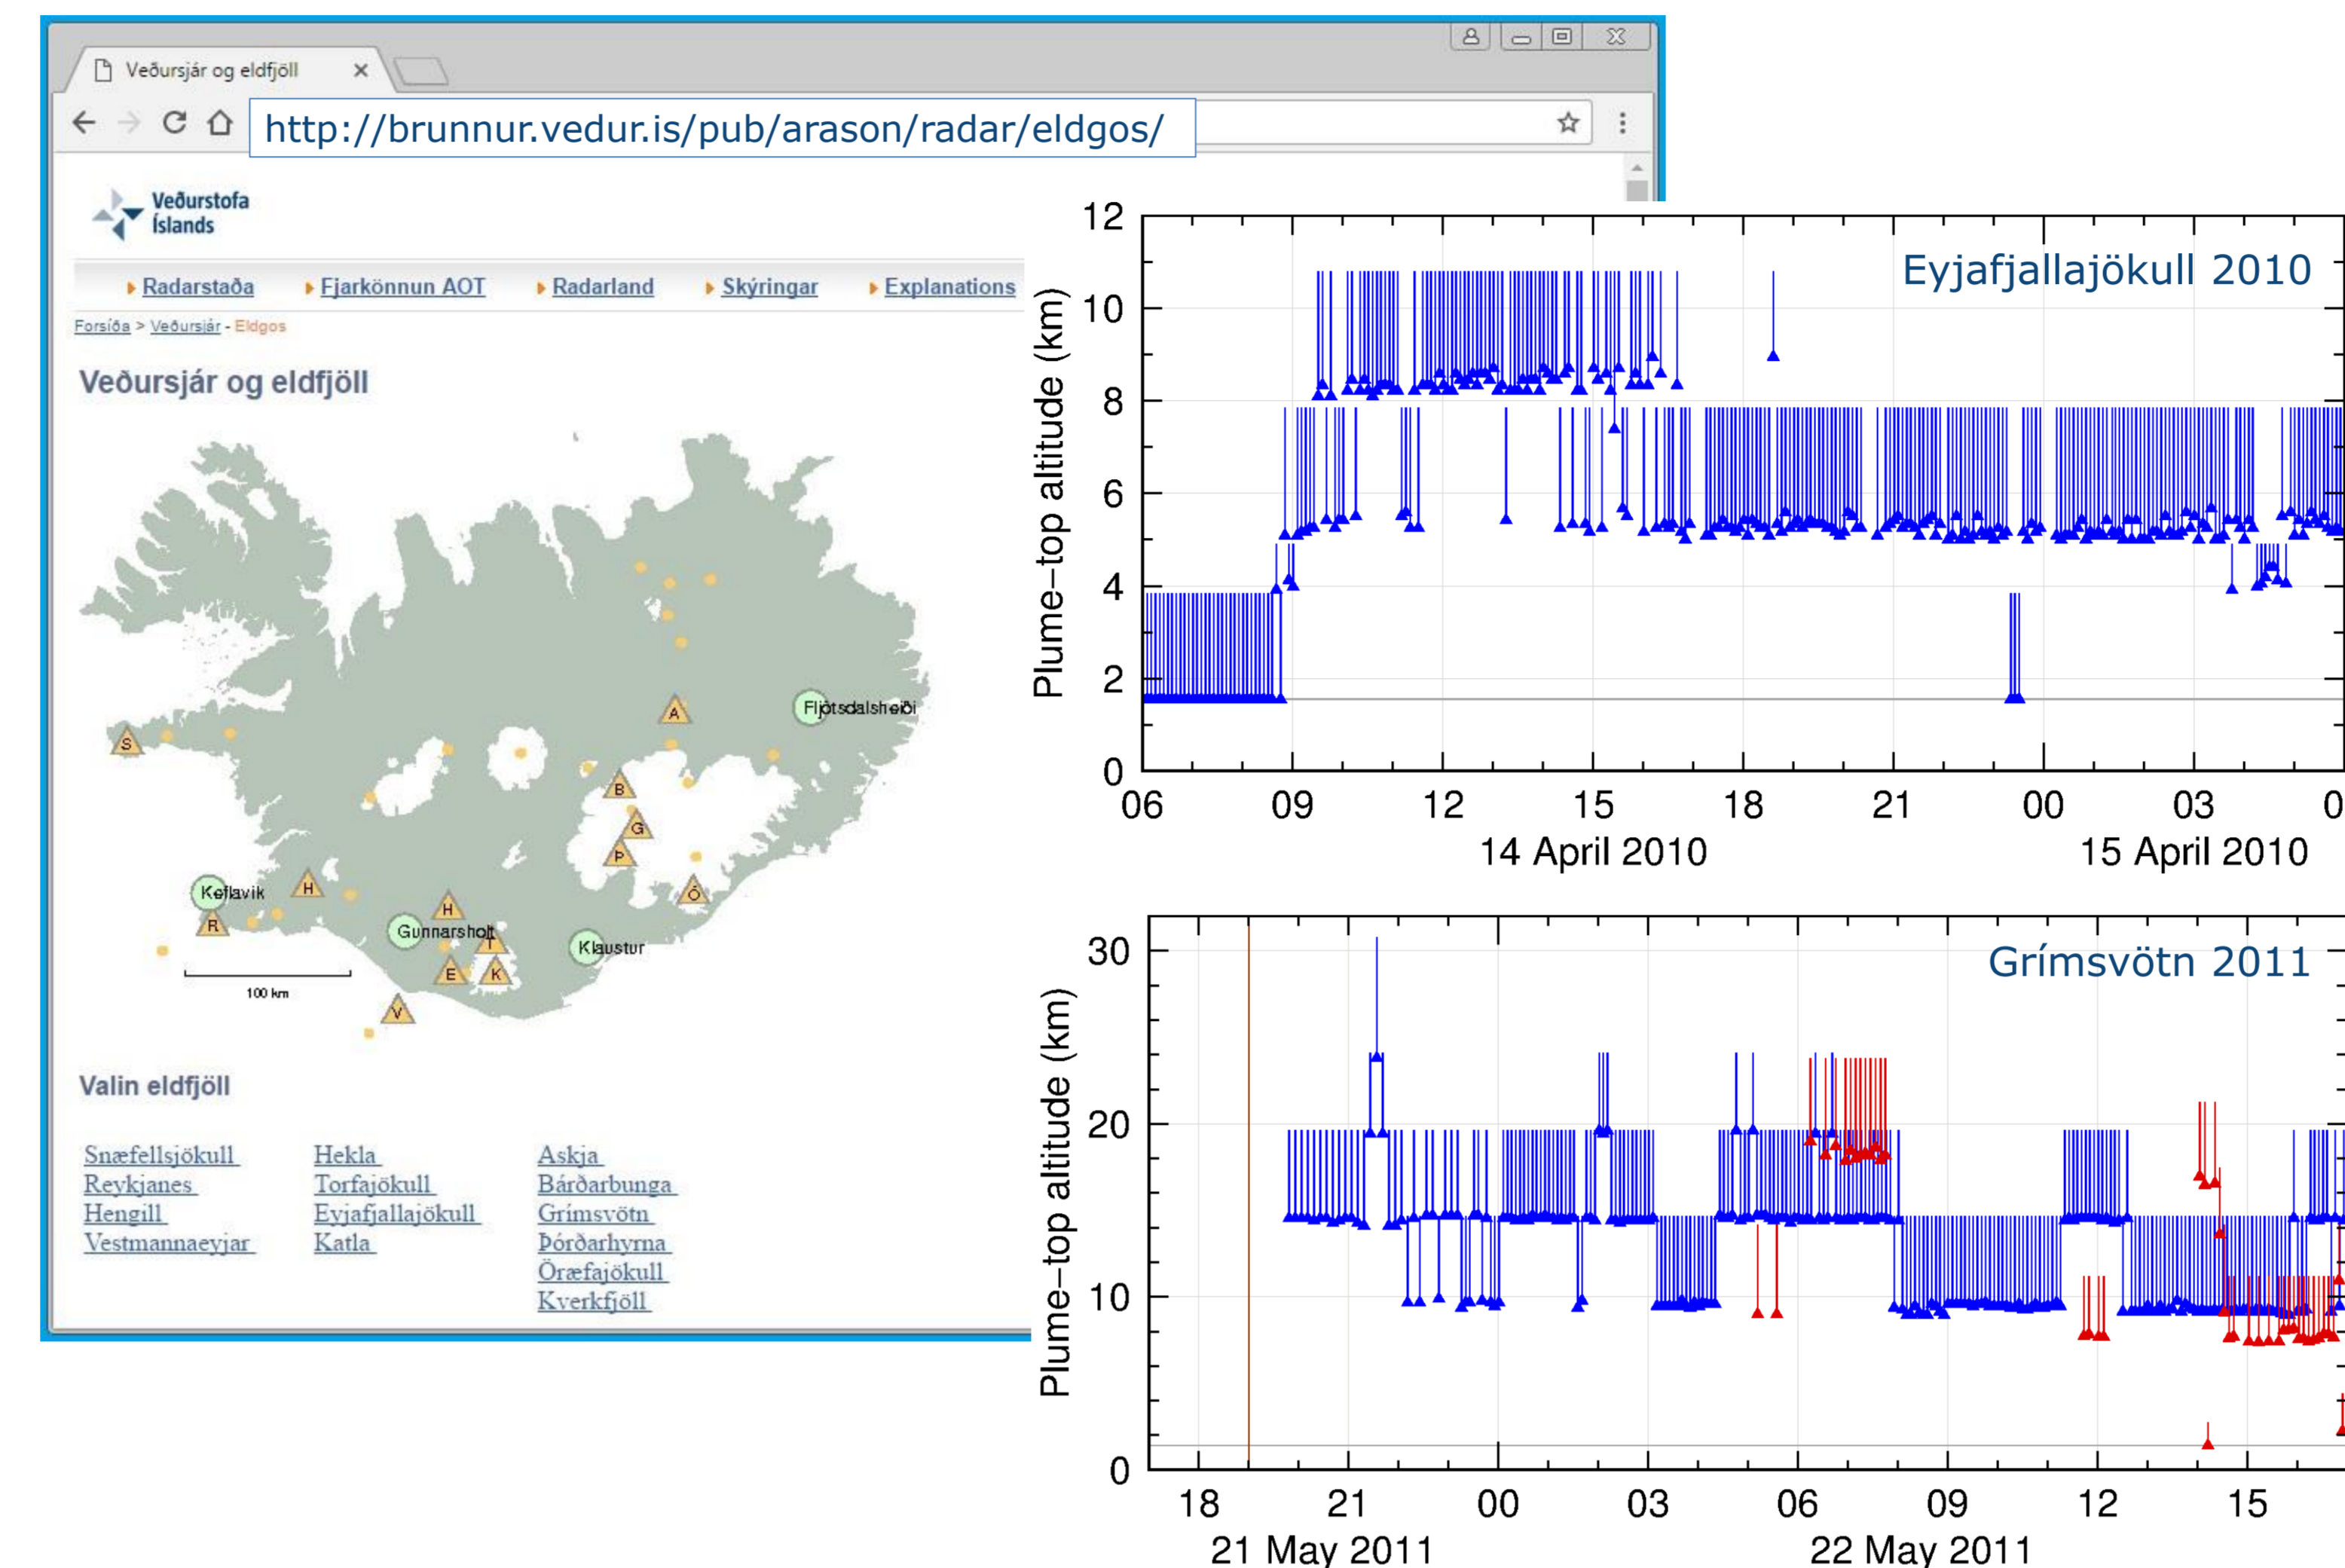 Veðursjár og eldfjöll
http://brunnur.vedur.is/pub/arason/radar/eldgos/
Veðurstofa
Íslands
Radarstaða Fjarkönnun AOT Radarland Skýringar Explanations
Forsíða > Veðursjár - Eldgos
Veðursjár og eldfjöll
A
Fljótsdalsheiði
S
B
G
Þ
Ó
Keflavik
H
R
H
Gunnarsholt
T
Klaustur
E
K
V
100 km
Valin eldfjöll
Snæfellsjökull Hekla Askja
Reykjanes Torfajökull Bárðarbunga
Hengill Eyjafjallajökull Grímsvötn
Vestmannaeyjar Katla Þórðarhyrna
Öræfajökull
Kverkfjöll
Eyjafjallajökull 2010
Plume-top altitude (km)
12
10
8
6
4
2
0
06 09 12 15 18 21 00 03 0
14 April 2010 15 April 2010
Grímsvötn 2011
Plume-top altitude (km)
30
20
10
0
18 21 00 03 06 09 12 15
21 May 2011 22 May 2011